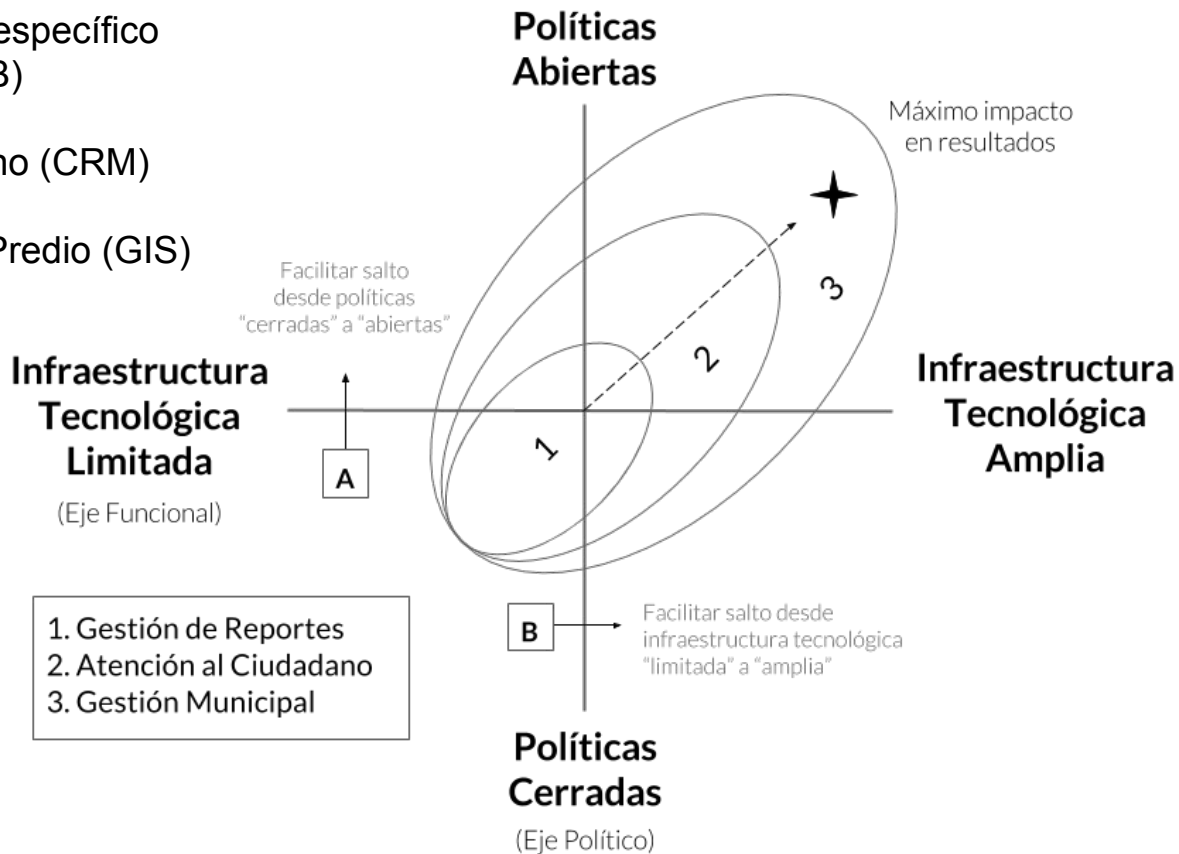 específico
B)
no (CRM)
Predio (GIS)
Políticas
Abiertas
Máximo impacto
en resultados
3
Facilitar salto
desde políticas
“cerradas” a “abiertas”
2
Infraestructura
Tecnológica
Limitada
(Eje Funcional)
Infraestructura
Tecnológica
Amplia
1
A
1. Gestión de Reportes
2. Atención al Ciudadano
3. Gestión Municipal
B
Facilitar salto desde
infraestructura tecnológica
“limitada” a “amplia”
Políticas
Cerradas
(Eje Político)